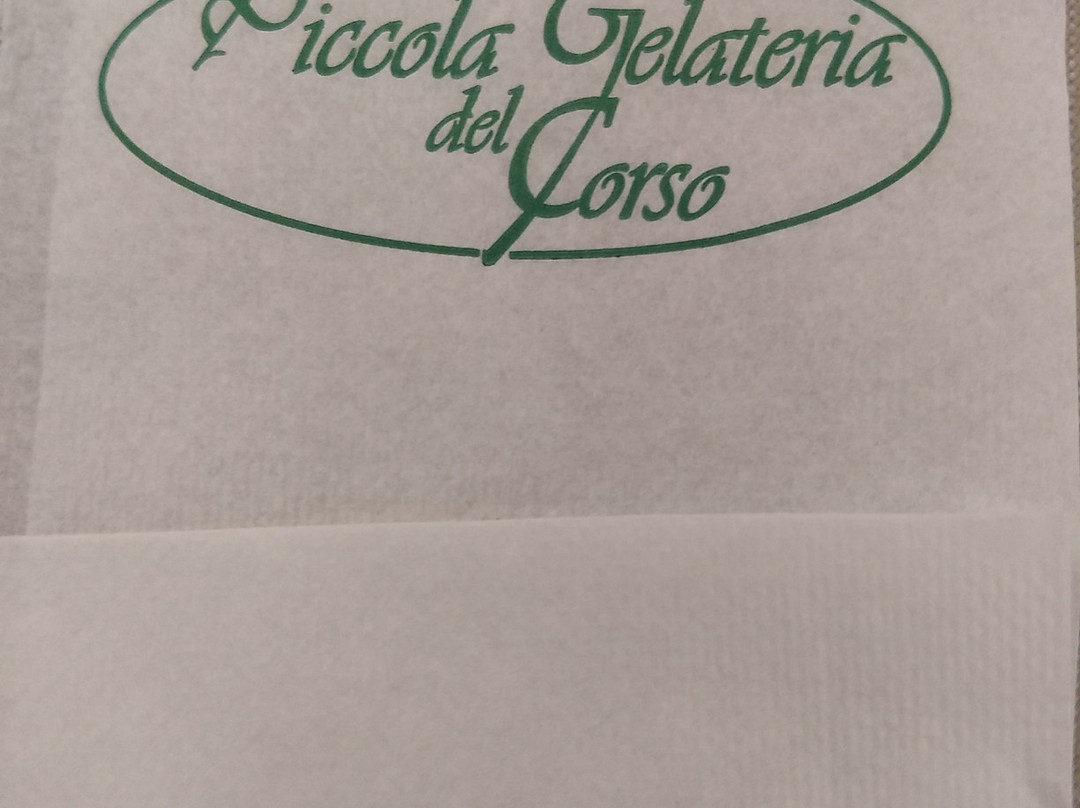 Piccola Gelateria
del Corso